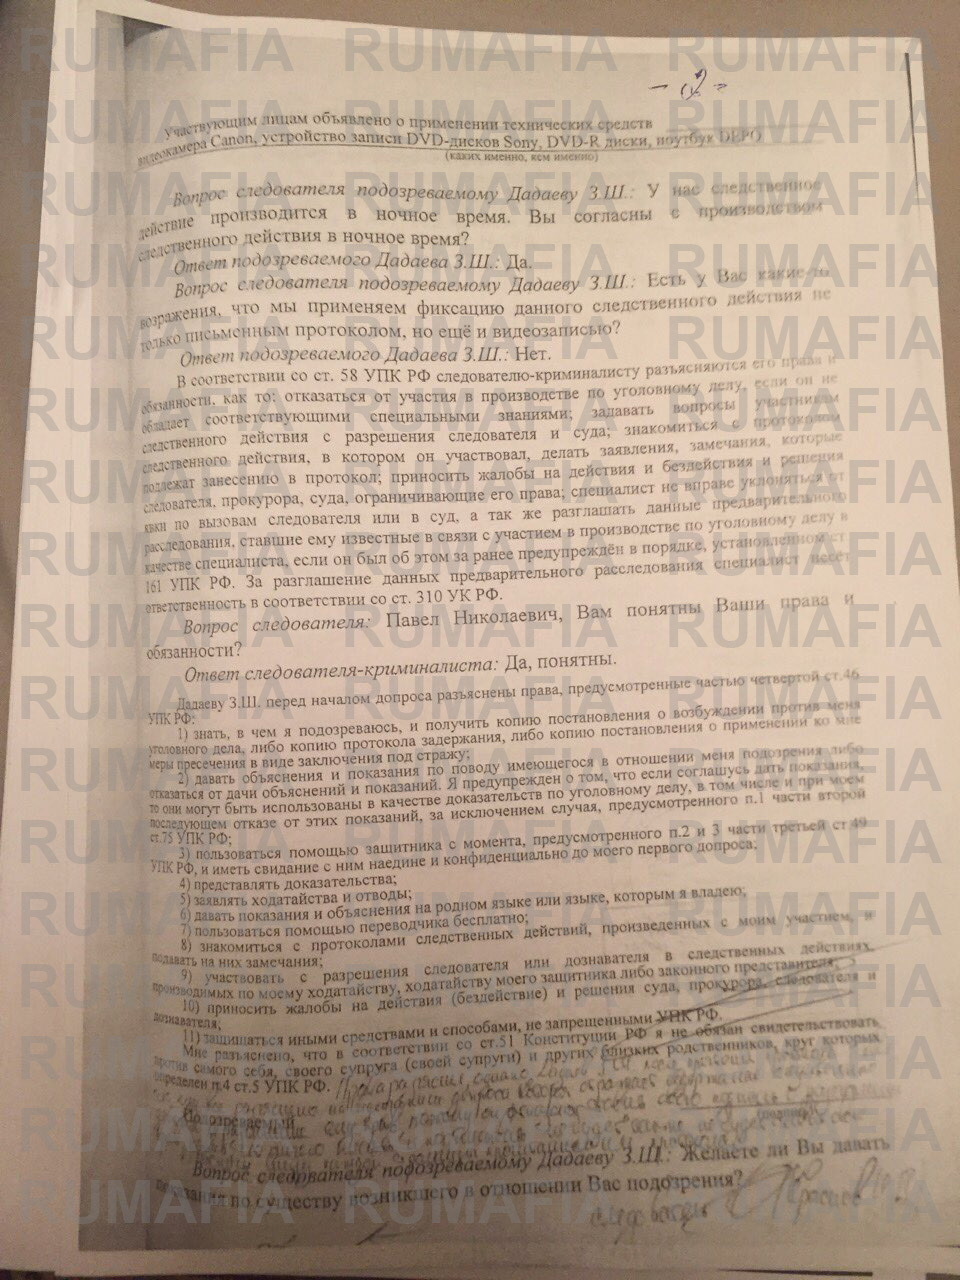 - 2 -
участвующим лицам объявлено о применении технических средств
видеокамера Canon, устройство записи DVD-дисков Sony, DVD-R диски, ноутбук DEPO
(каких именно, кем именно)
Вопрос следователя подозреваемому Дадаеву З.Ш.: У нас следственное
действие производится в ночное время. Вы согласны с производством
следственного действия в ночное время?
Ответ подозреваемого Дадаева З.Ш.: Да.
Вопрос следователя подозреваемому Дадаеву З.Ш.: Есть у Вас какие-то
возражения, что мы применяем фиксацию данного следственного действия не
только письменным протоколом, но ещё и видеозаписью?
Ответ подозреваемого Дадаева З.Ш.: Нет.
В соответствии со ст. 58 УПК РФ следователю-криминалисту разъясняются его права и
обязанности, как то: отказаться от участия в производстве по уголовному делу, если он не
обладает соответствующими специальными знаниями; задавать вопросы участникам
следственного действия с разрешения следователя и суда; знакомиться с протоколом
следственного действия, в котором он участвовал, делать заявления, замечания, которые
подлежат занесению в протокол; приносить жалобы на действия и бездействия и решения
следователя, прокурора, суда, ограничивающие его права; специалист не вправе уклоняться от
явки по вызовам следователя или в суд, а так же разглашать данные предварительного
расследования, ставшие ему известные в связи с участием в производстве по уголовному делу в
качестве специалиста, если он был об этом за ранее предупреждён в порядке, установленном ст
161 УПК РФ. За разглашение данных предварительного расследования специалист несёт
ответственность в соответствии со ст. 310 УК РФ.
Вопрос следователя: Павел Николаевич, Вам понятны Ваши права и
обязанности?
Ответ следователя-криминалиста: Да, понятны.
Дадаеву З.Ш. перед началом допроса разъяснены права, предусмотренные частью четвертой ст.46
УПК РФ:
1) знать, в чем я подозреваюсь, и получить копию постановления о возбуждении против меня
уголовного дела, либо копию протокола задержания, либо копию постановления о применении ко мне
меры пресечения в виде заключения под стражу;
2) давать объяснения и показания по поводу имеющегося в отношении меня подозрения либо
отказаться от дачи объяснений и показаний. Я предупрежден о том, что если соглашусь дать показания,
то они могут быть использованы в качестве доказательств по уголовному делу, в том числе и при моем
последующем отказе от этих показаний, за исключением случая, предусмотренного п.1 части второй
ст.75 УПК РФ;
3) пользоваться помощью защитника с момента, предусмотренного п.2 и 3 части третьей ст.49
УПК РФ, и иметь свидание с ним наедине и конфиденциально до моего первого допроса;
4) представлять доказательства;
5) заявлять ходатайства и отводы;
6) давать показания и объяснения на родном языке или языке, которым я владею;
7) пользоваться помощью переводчика бесплатно;
8) знакомиться с протоколами следственных действий, произведенных с моим участием, и
подавать на них замечания;
9) участвовать с разрешения следователя или дознавателя в следственных действиях,
производимых по моему ходатайству, ходатайству моего защитника либо законного представителя;
10) приносить жалобы на действия (бездействие) и решения суда, прокурора, следователя и
дознавателя;
11) защищаться иными средствами и способами, не запрещенными УПК РФ.
Мне разъяснено, что в соответствии со ст.51 Конституции РФ я не обязан свидетельствовать
против самого себя, своего супруга (своей супруги) и других близких родственников, круг которых
определен п.4 ст.5 УПК РФ.
Подозреваемый
(подпись)
Вопрос следователя подозреваемому Дадаеву З.Ш.: Желаете ли Вы давать
показания по существу возникшего в отношении Вас подозрения?
следователь
RUMAFIA